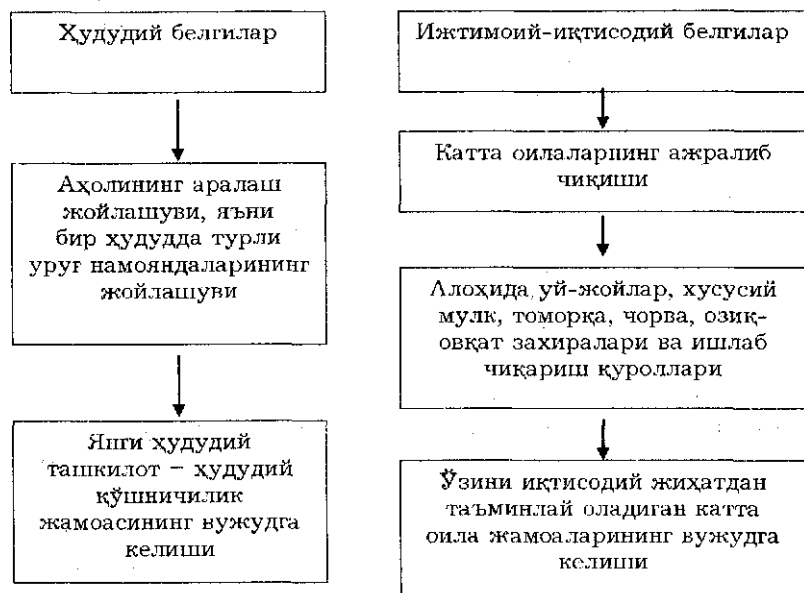 Ҳудудий белгилар
Аҳолининг аралаш
жойлашуви, яъни
бир ҳудудда турли
уруғ намояндаларининг
жойлашуви
Янги ҳудудий
ташкилот – ҳудудий
қўшничилик
жамоасининг вужудга
келиши
Ижтимоий-иқтисодий белгилар
Катта оилаларнинг ажралиб
чиқиши
Алоҳида уй-жойлар, хусусий
мулк, томорқа, чорва, озиқ-
овқат захиралари ва ишлаб
чиқариш қуроллари
Ўзини иқтисодий жиҳатдан
таъминлай оладиган катта
оила жамоаларининг вужудга
келиши